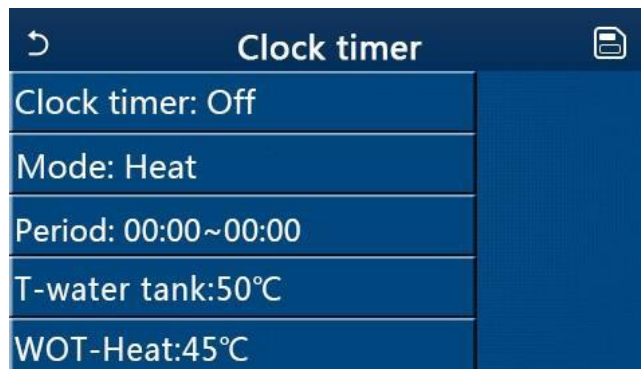 Clock timer
Clock timer: Off
Mode: Heat
Period: 00:00~00:00
T-water tank:50℃
WOT-Heat:45℃